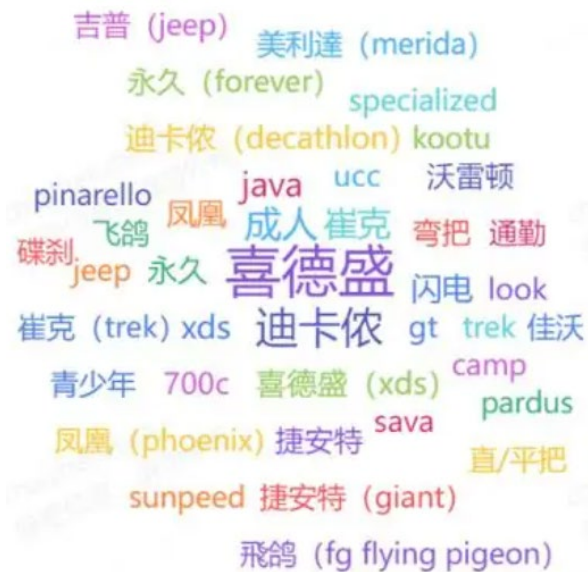 吉普（jeep）
美利達（merida）
永久（forever）
specialized
迪卡侬（decathlon） kootu
pinarello java ucc 沃雷顿
飞鸽 凤凰 成人 崔克 弯把 通勤
碟刹
jeep 永久 喜德盛 闪电 look
崔克（trek） xds 迪卡侬 gt trek 佳沃
青少年 700c 喜德盛（xds） camp
pardus
凤凰（phoenix） 捷安特 sava
直/平把
sunpeed 捷安特（giant）
飛鸽（fg flying pigeon）